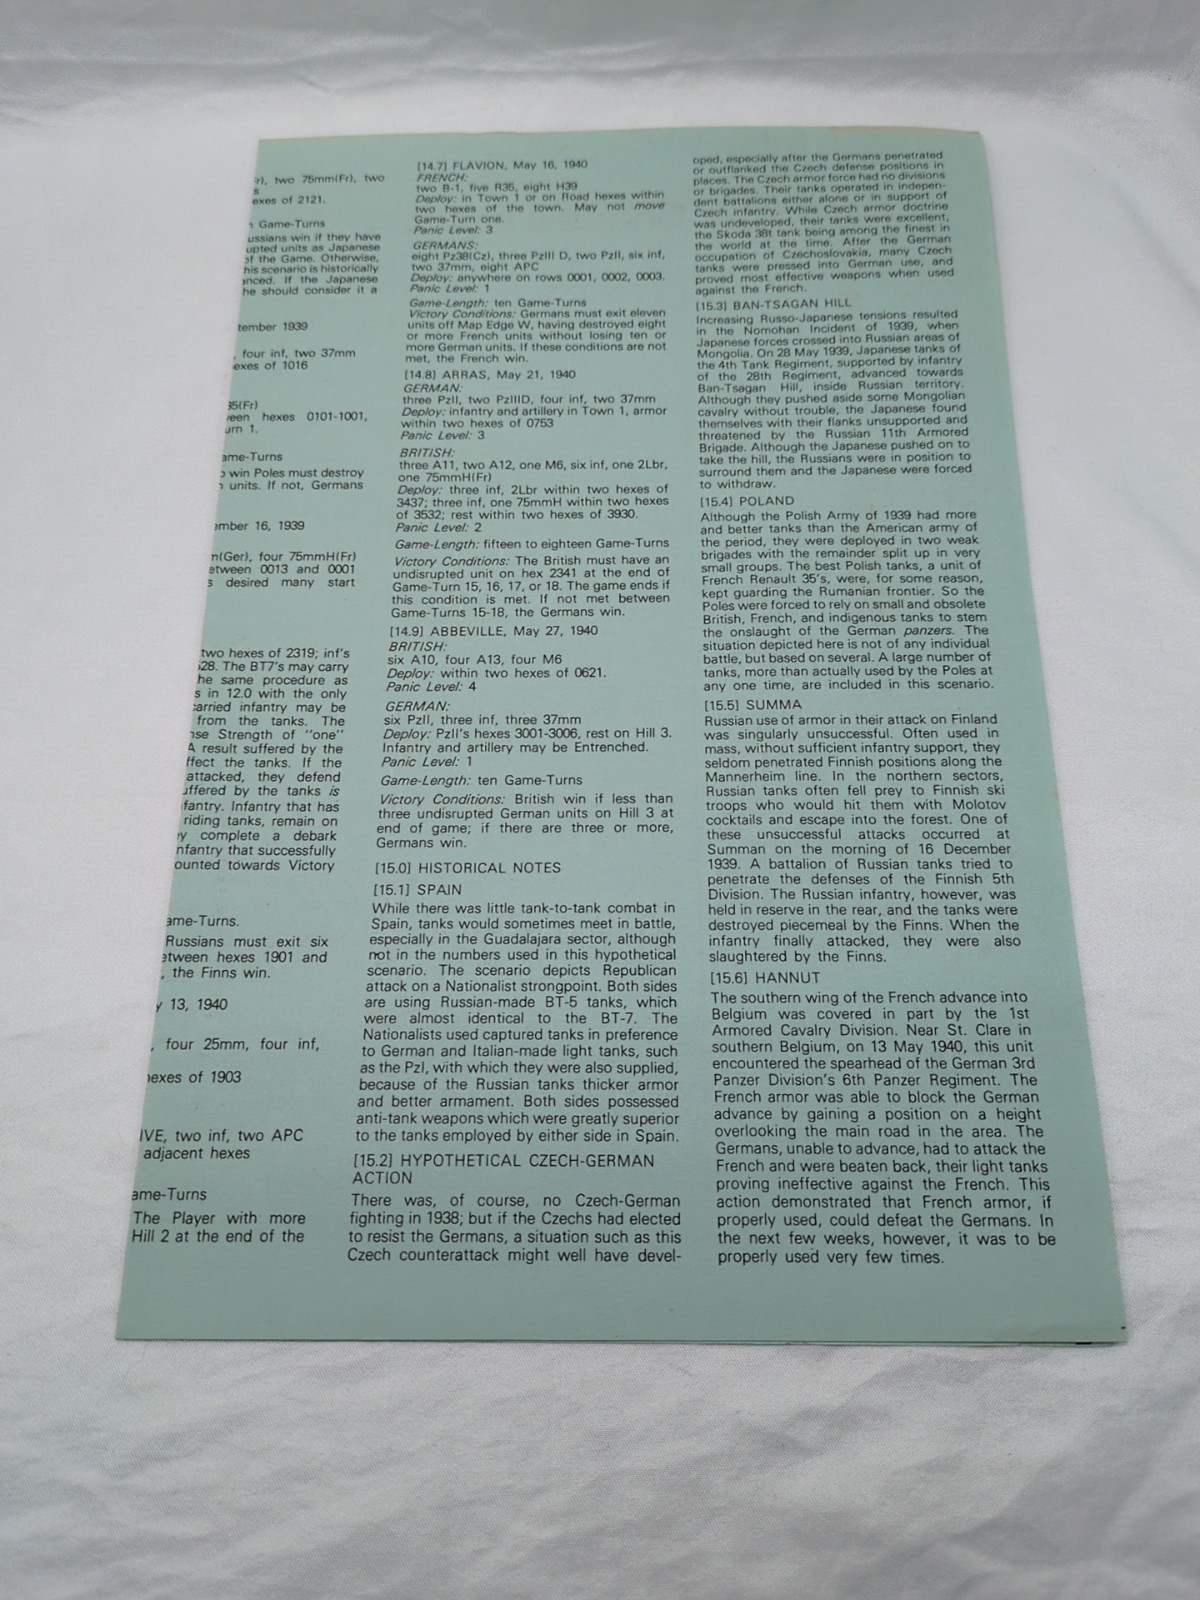 two 75mm(Fr), two
s
exes of 2121.
Game-Turns
ussians win if they have
upted units as Japanese
of the Game. Otherwise,
his scenario is historically
anced. If the Japanese
he should consider it a
tember 1939
, four inf, two 37mm
exes of 1016
35(Fr)
veen hexes 0101-1001,
urn 1.
ame-Turns
o win Poles must destroy
units. If not, Germans
ember 16, 1939
n(Ger), four 75mmH(Fr)
etween 0013 and 0001
s desired many start
two hexes of 2319; inf's
28. The BT7's may carry
he same procedure as
s in 12.0 with the only
carried infantry may be
from the tanks. The
nse Strength of "one"
A result suffered by the
ffect the tanks. If the
attacked, they defend
uffered by the tanks is
fantry. Infantry that has
riding tanks, remain on
y complete a debark
nfantry that successfully
ounted towards Victory
ame-Turns.
Russians must exit six
etween hexes 1901 and
, the Finns win.
y 13, 1940
, four 25mm, four inf,
hexes of 1903
IVE, two inf, two APC
adjacent hexes
ame-Turns
The Player with more
Hill 2 at the end of the
[14.7] FLAVION, May 16, 1940
FRENCH:
two B-1, five R35, eight H39
Deploy: in Town 1 or on Road hexes within
two hexes of the town. May not move
Game-Turn one.
Panic Level: 3
GERMANS:
eight Pz38(Cz), three PzIII D, two PzII, six inf,
two 37mm, eight APC
Deploy: anywhere on rows 0001, 0002, 0003.
Panic Level: 1
Game-Length: ten Game-Turns
Victory Conditions: Germans must exit eleven
units off Map Edge W, having destroyed eight
or more French units without losing ten or
more German units. If these conditions are not
met, the French win.
[14.8] ARRAS, May 21, 1940
GERMAN:
three PzII, two PzIIID, four inf, two 37mm
Deploy: infantry and artillery in Town 1, armor
within two hexes of 0753
Panic Level: 3
BRITISH:
three A11, two A12, one M6, six inf, one 2Lbr,
one 75mmH(Fr)
Deploy: three inf, 2Lbr within two hexes of
3437; three inf, one 75mmH within two hexes
of 3532; rest within two hexes of 3930.
Panic Level: 2
Game-Length: fifteen to eighteen Game-Turns
Victory Conditions: The British must have an
undisrupted unit on hex 2341 at the end of
Game-Turn 15, 16, 17, or 18. The game ends if
this condition is met. If not met between
Game-Turns 15-18, the Germans win.
[14.9] ABBEVILLE, May 27, 1940
BRITISH:
six A10, four A13, four M6
Deploy: within two hexes of 0621.
Panic Level: 4
GERMAN:
six PzII, three inf, three 37mm
Deploy: PzII's hexes 3001-3006, rest on Hill 3.
Infantry and artillery may be Entrenched.
Panic Level: 1
Game-Length: ten Game-Turns
Victory Conditions: British win if less than
three undisrupted German units on Hill 3 at
end of game; if there are three or more,
Germans win.
[15.0] HISTORICAL NOTES
[15.1] SPAIN
While there was little tank-to-tank combat in
Spain, tanks would sometimes meet in battle,
especially in the Guadalajara sector, although
not in the numbers used in this hypothetical
scenario. The scenario depicts Republican
attack on a Nationalist strongpoint. Both sides
are using Russian-made BT-5 tanks, which
were almost identical to the BT-7. The
Nationalists used captured tanks in preference
to German and Italian-made light tanks, such
as the PzI, with which they were also supplied,
because of the Russian tanks thicker armor
and better armament. Both sides possessed
anti-tank weapons which were greatly superior
to the tanks employed by either side in Spain.
[15.2] HYPOTHETICAL CZECH-GERMAN
ACTION
There was, of course, no Czech-German
fighting in 1938; but if the Czechs had elected
to resist the Germans, a situation such as this
Czech counterattack might well have devel-
oped, especially after the Germans penetrated
or outflanked the Czech defense positions in
places. The Czech armor force had no divisions
or brigades. Their tanks operated in indepen-
dent battalions either alone or in support of
Czech infantry. While Czech armor doctrine
was undeveloped, their tanks were excellent,
the Skoda 38t tank being among the finest in
the world at the time. After the German
occupation of Czechoslovakia, many Czech
tanks were pressed into German use, and
proved most effective weapons when used
against the French.
[15.3] BAN-TSAGAN HILL
Increasing Russo-Japanese tensions resulted
in the Nomohan Incident of 1939, when
Japanese forces crossed into Russian areas of
Mongolia. On 28 May 1939, Japanese tanks of
the 4th Tank Regiment, supported by infantry
of the 28th Regiment, advanced towards
Ban-Tsagan Hill, inside Russian territory.
Although they pushed aside some Mongolian
cavalry without trouble, the Japanese found
themselves with their flanks unsupported and
threatened by the Russian 11th Armored
Brigade. Although the Japanese pushed on to
take the hill, the Russians were in position to
surround them and the Japanese were forced
to withdraw.
[15.4] POLAND
Although the Polish Army of 1939 had more
and better tanks than the American army of
the period, they were deployed in two weak
brigades with the remainder split up in very
small groups. The best Polish tanks, a unit of
French Renault 35's, were, for some reason,
kept guarding the Rumanian frontier. So the
Poles were forced to rely on small and obsolete
British, French, and indigenous tanks to stem
the onslaught of the German panzers. The
situation depicted here is not of any individual
battle, but based on several. A large number of
tanks, more than actually used by the Poles at
any one time, are included in this scenario.
[15.5] SUMMA
Russian use of armor in their attack on Finland
was singularly unsuccessful. Often used in
mass, without sufficient infantry support, they
seldom penetrated Finnish positions along the
Mannerheim line. In the northern sectors,
Russian tanks often fell prey to Finnish ski
troops who would hit them with Molotov
cocktails and escape into the forest. One of
these unsuccessful attacks occurred at
Summan on the morning of 16 December
1939. A battalion of Russian tanks tried to
penetrate the defenses of the Finnish 5th
Division. The Russian infantry, however, was
held in reserve in the rear, and the tanks were
destroyed piecemeal by the Finns. When the
infantry finally attacked, they were also
slaughtered by the Finns.
[15.6] HANNUT
The southern wing of the French advance into
Belgium was covered in part by the 1st
Armored Cavalry Division. Near St. Clare in
southern Belgium, on 13 May 1940, this unit
encountered the spearhead of the German 3rd
Panzer Division's 6th Panzer Regiment. The
French armor was able to block the German
advance by gaining a position on a height
overlooking the main road in the area. The
Germans, unable to advance, had to attack the
French and were beaten back, their light tanks
proving ineffective against the French. This
action demonstrated that French armor, if
properly used, could defeat the Germans. In
the next few weeks, however, it was to be
properly used very few times.